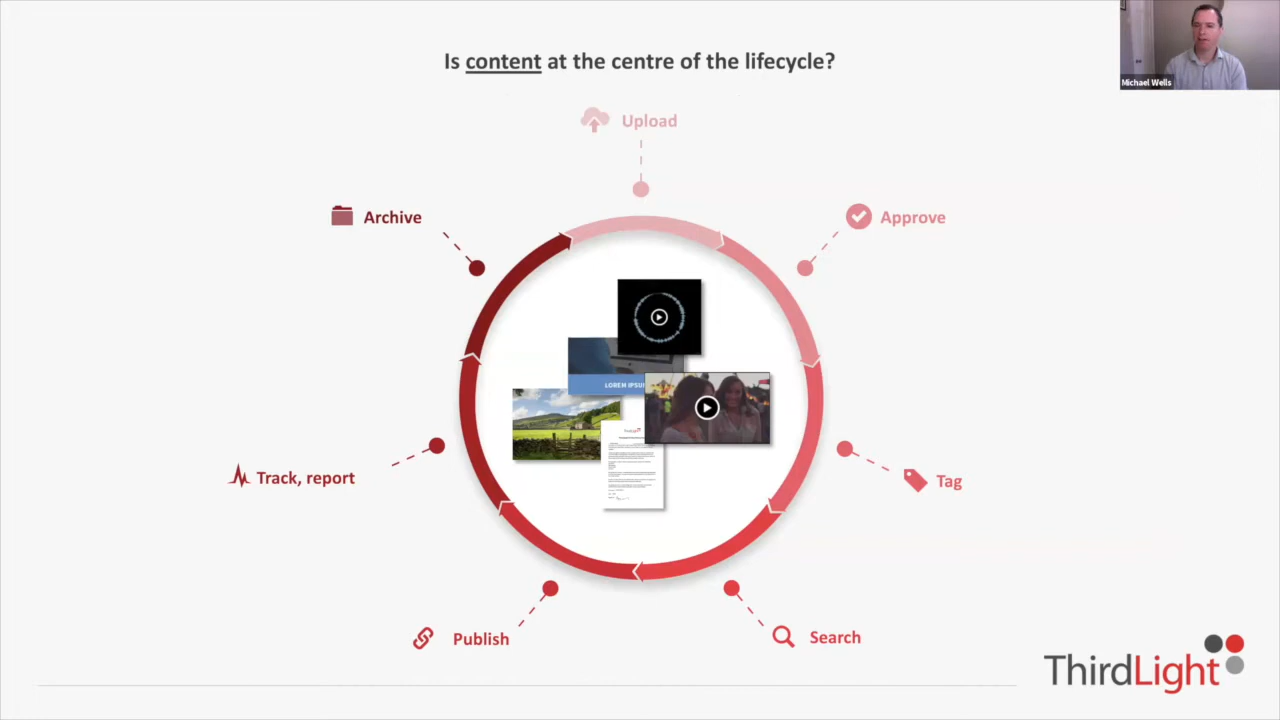 Is content at the centre of the lifecycle?
Michael Wells
Upload
Archive
Approve
LOREM IPSU
Track, report
Tag
Publish
Search
ThirdLight